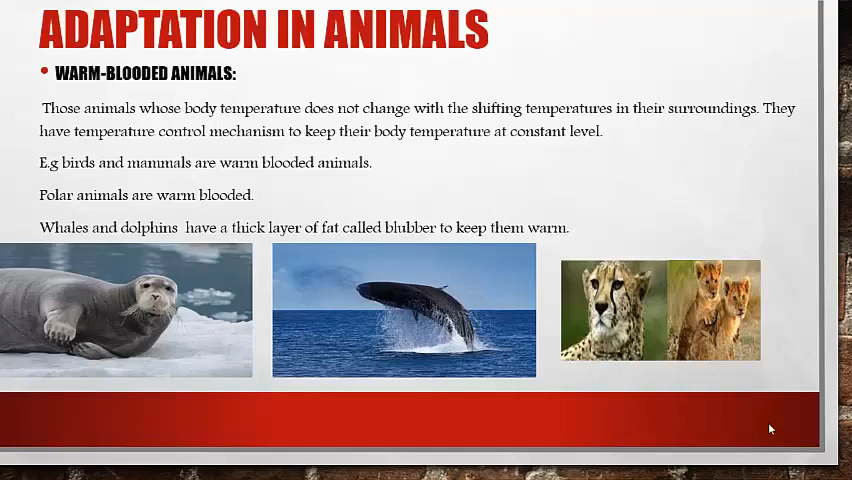 ADAPTATION IN ANIMALS
• WARM-BLOODED ANIMALS:
Those animals whose body temperature does not change with the shifting temperatures in their surroundings. They
have temperature control mechanism to keep their body temperature at constant level.
E.g birds and mammals are warm blooded animals.
Polar animals are warm blooded.
Whales and dolphins have a thick layer of fat called blubber to keep them warm.